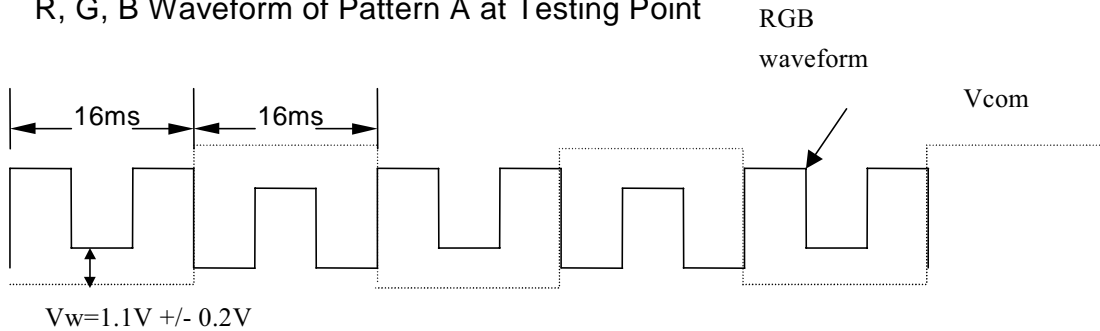 R, G, B Waveform of Pattern A at Testing Point
RGB
waveform
Vcom
16ms
16ms
Vw=1.1V +/- 0.2V